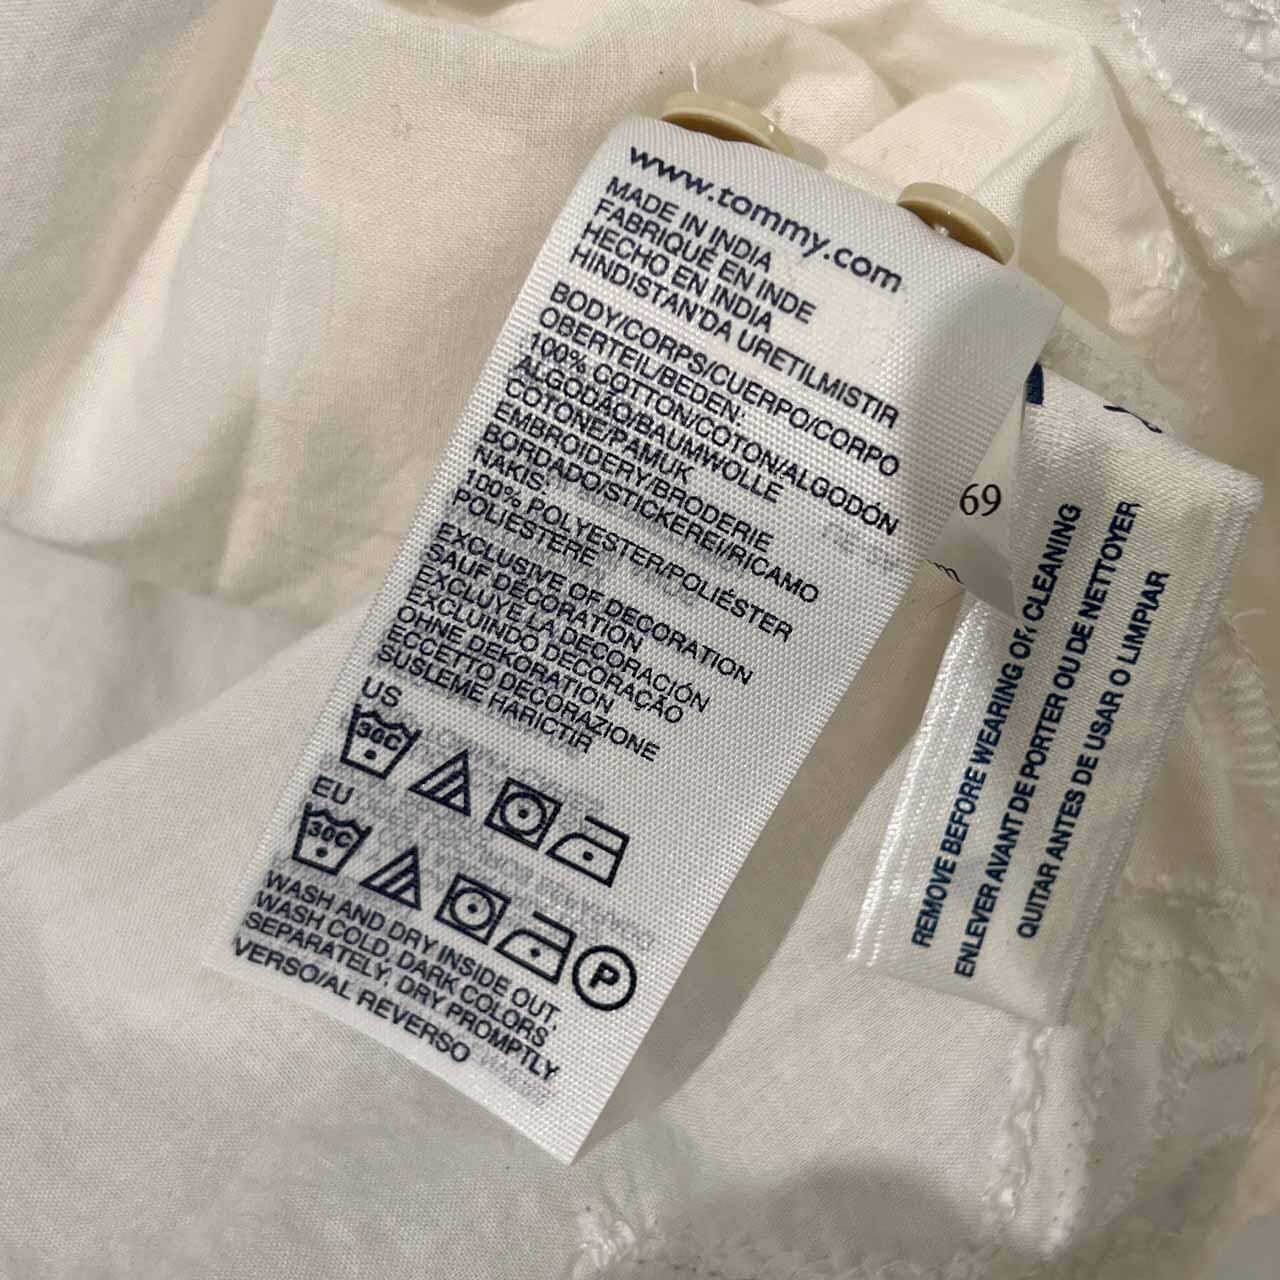 www.tommy.com
MADE IN INDIA
FABRIQUÉ EN INDE
HECHO EN INDIA
HINDISTAN'DA URETILMISTIR
BODY/CORPS/CUERPO/CORPO
OBERTEIL/BEDEN:
100% COTTON/COTON/ALGODÓN
ALGODÃO/BAUMWOLLE
COTONE/PAMUK
EMBROIDERY/BRODERIE
BORDADO/STICKEREI/RICAMO
NAKIS
100% POLYESTER/POLIÉSTER
POLIESTERE
EXCLUSIVE OF DECORATION
SAUF DÉCORATION
EXCLUYE LA DECORACIÓN
EXCLUINDO DECORAÇÃO
OHNE DEKORATION
ECCETTO DECORAZIONE
SUSLEME HARICTIR
US
30C
EU
30C
P
WASH AND DRY INSIDE OUT,
WASH COLD, DARK COLORS
SEPARATELY, DRY PROMPTLY
VERSO/AL REVERSO
69
REMOVE BEFORE WEARING OR CLEANING
ENLEVER AVANT DE PORTER OU DE NETTOYER
QUITAR ANTES DE USAR O LIMPIAR